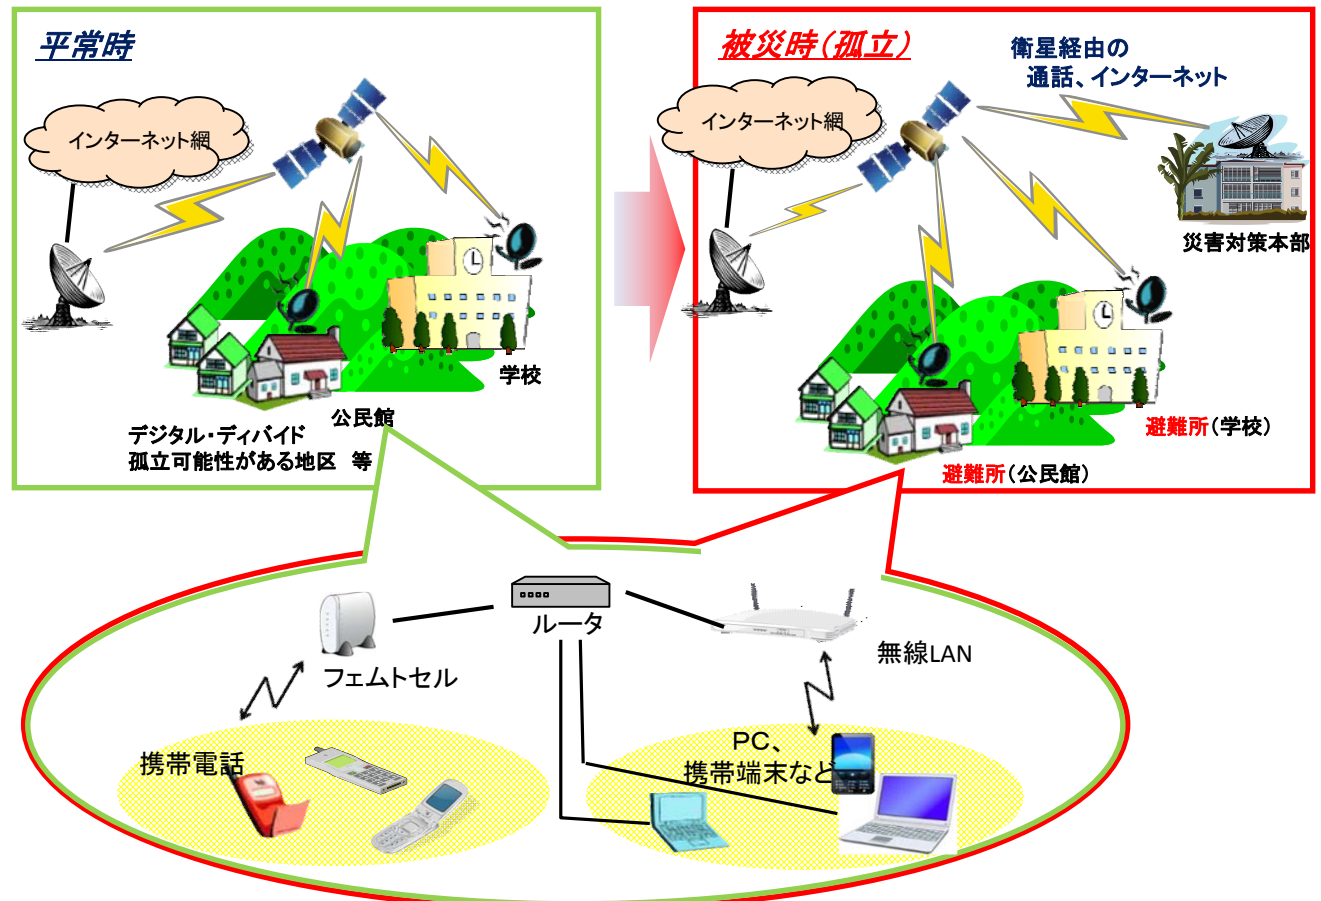 平常時
インターネット網
学校
公民館
デジタル・ディバイド
孤立可能性がある地区 等
被災時(孤立)
衛星経由の
通話、インターネット
インターネット網
災害対策本部
避難所(学校)
避難所(公民館)
ルータ
フェムトセル
無線LAN
携帯電話
PC、
携帯端末など